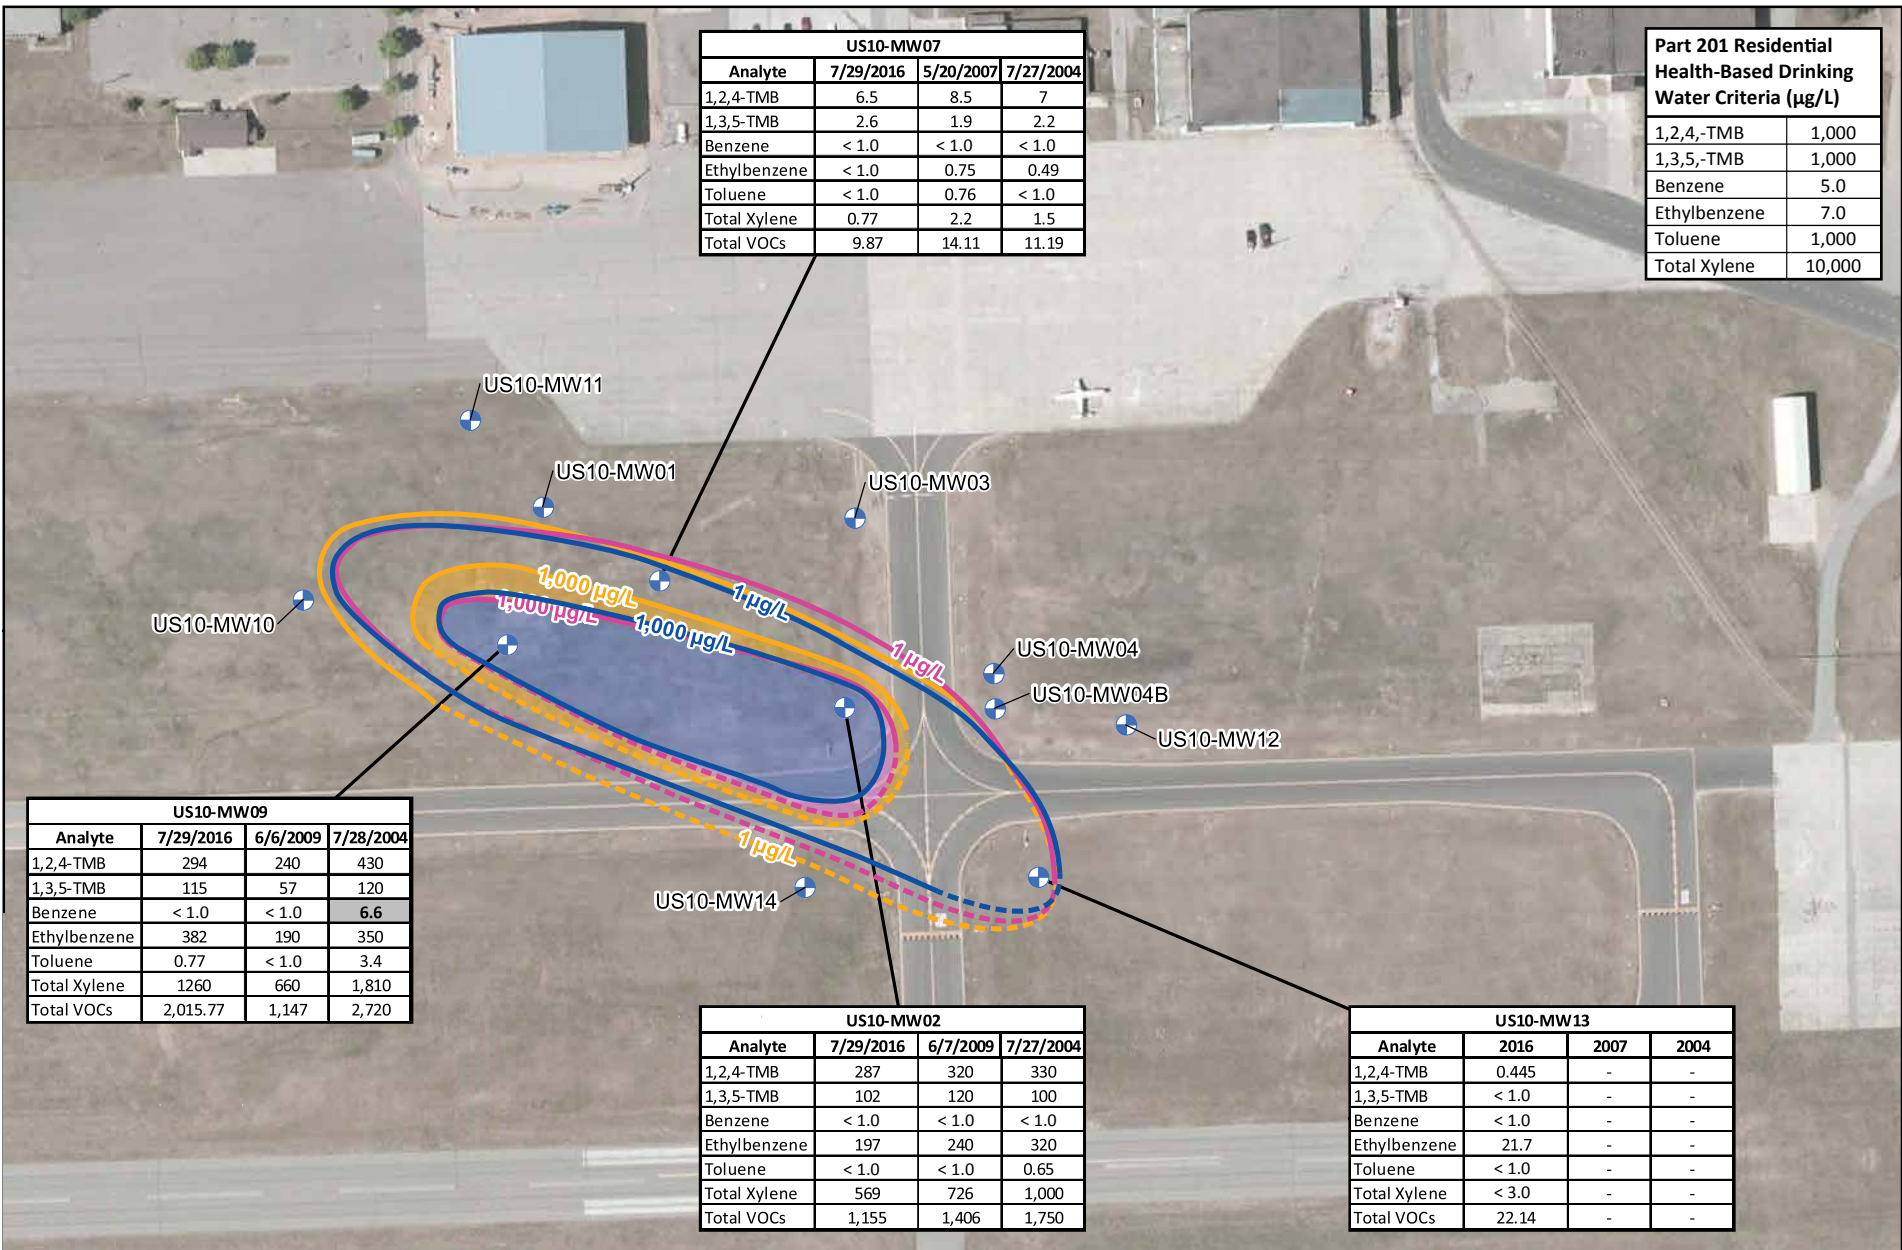 US10-MW07
Analyte 7/29/2016 5/20/2007 7/27/2004
1,2,4-TMB 6.5 8.5 7
1,3,5-TMB 2.6 1.9 2.2
Benzene < 1.0 < 1.0 < 1.0
Ethylbenzene < 1.0 0.75 0.49
Toluene < 1.0 0.76 < 1.0
Total Xylene 0.77 2.2 1.5
Total VOCs 9.87 14.11 11.19
Part 201 Residential
Health-Based Drinking
Water Criteria (µg/L)
1,2,4,-TMB 1,000
1,3,5,-TMB 1,000
Benzene 5.0
Ethylbenzene 7.0
Toluene 1,000
Total Xylene 10,000
US10-MW11
US10-MW01
US10-MW03
1,000 µg/L
1,000 µg/L
1,000 µg/L
1 µg/L
1 µg/L
US10-MW10
US10-MW04
US10-MW04B
US10-MW12
1 µg/L
US10-MW14
US10-MW09
Analyte 7/29/2016 6/6/2009 7/28/2004
1,2,4-TMB 294 240 430
1,3,5-TMB 115 57 120
Benzene < 1.0 < 1.0 6.6
Ethylbenzene 382 190 350
Toluene 0.77 < 1.0 3.4
Total Xylene 1260 660 1,810
Total VOCs 2,015.77 1,147 2,720
US10-MW02
Analyte 7/29/2016 6/7/2009 7/27/2004
1,2,4-TMB 287 320 330
1,3,5-TMB 102 120 100
Benzene < 1.0 < 1.0 < 1.0
Ethylbenzene 197 240 320
Toluene < 1.0 < 1.0 0.65
Total Xylene 569 726 1,000
Total VOCs 1,155 1,406 1,750
US10-MW13
Analyte 2016 2007 2004
1,2,4-TMB 0.445 - -
1,3,5-TMB < 1.0 - -
Benzene < 1.0 - -
Ethylbenzene 21.7 - -
Toluene < 1.0 - -
Total Xylene < 3.0 - -
Total VOCs 22.14 - -